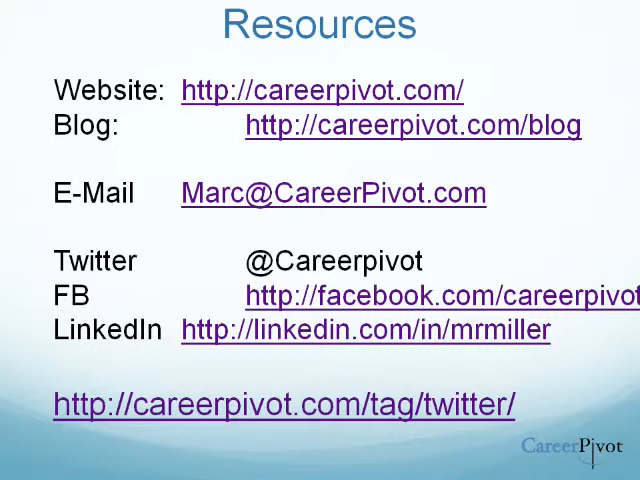 Resources
Website: http://careerpivot.com/
Blog: http://careerpivot.com/blog
E-Mail Marc@CareerPivot.com
Twitter @Careerpivot
FB http://facebook.com/careerpivot
LinkedIn http://linkedin.com/in/mrmiller
http://careerpivot.com/tag/twitter/
CareerPivot